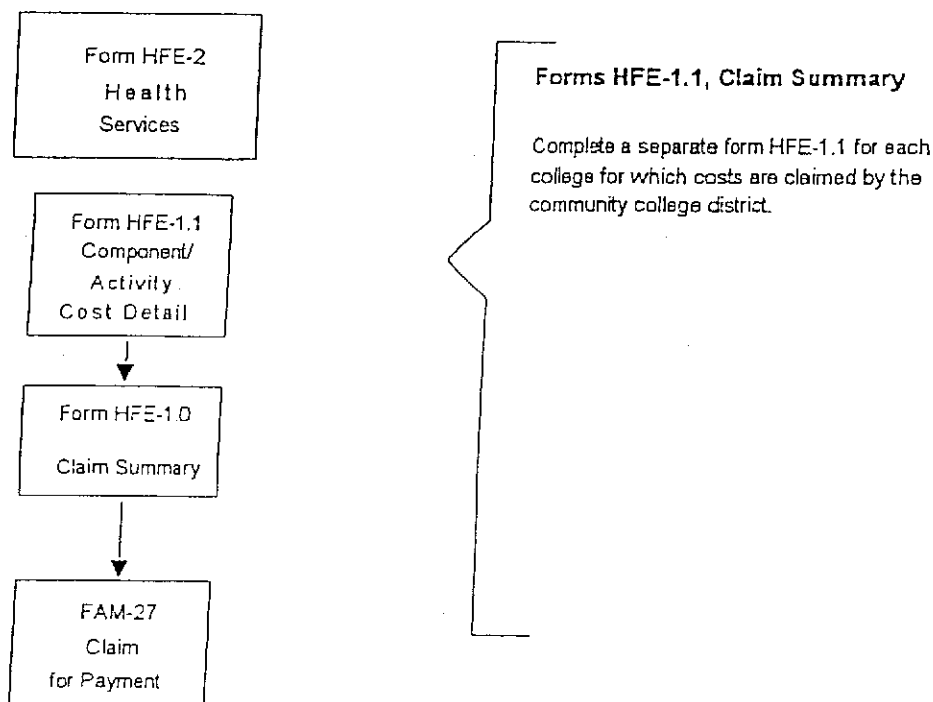 Form HFE-2
Health
Services
Form HFE-1.1
Component/
Activity
Cost Detail
Form HFE-1.0
Claim Summary
FAM-27
Claim
for Payment
Forms HFE-1.1, Claim Summary
Complete a separate form HFE-1.1 for each
college for which costs are claimed by the
community college district.